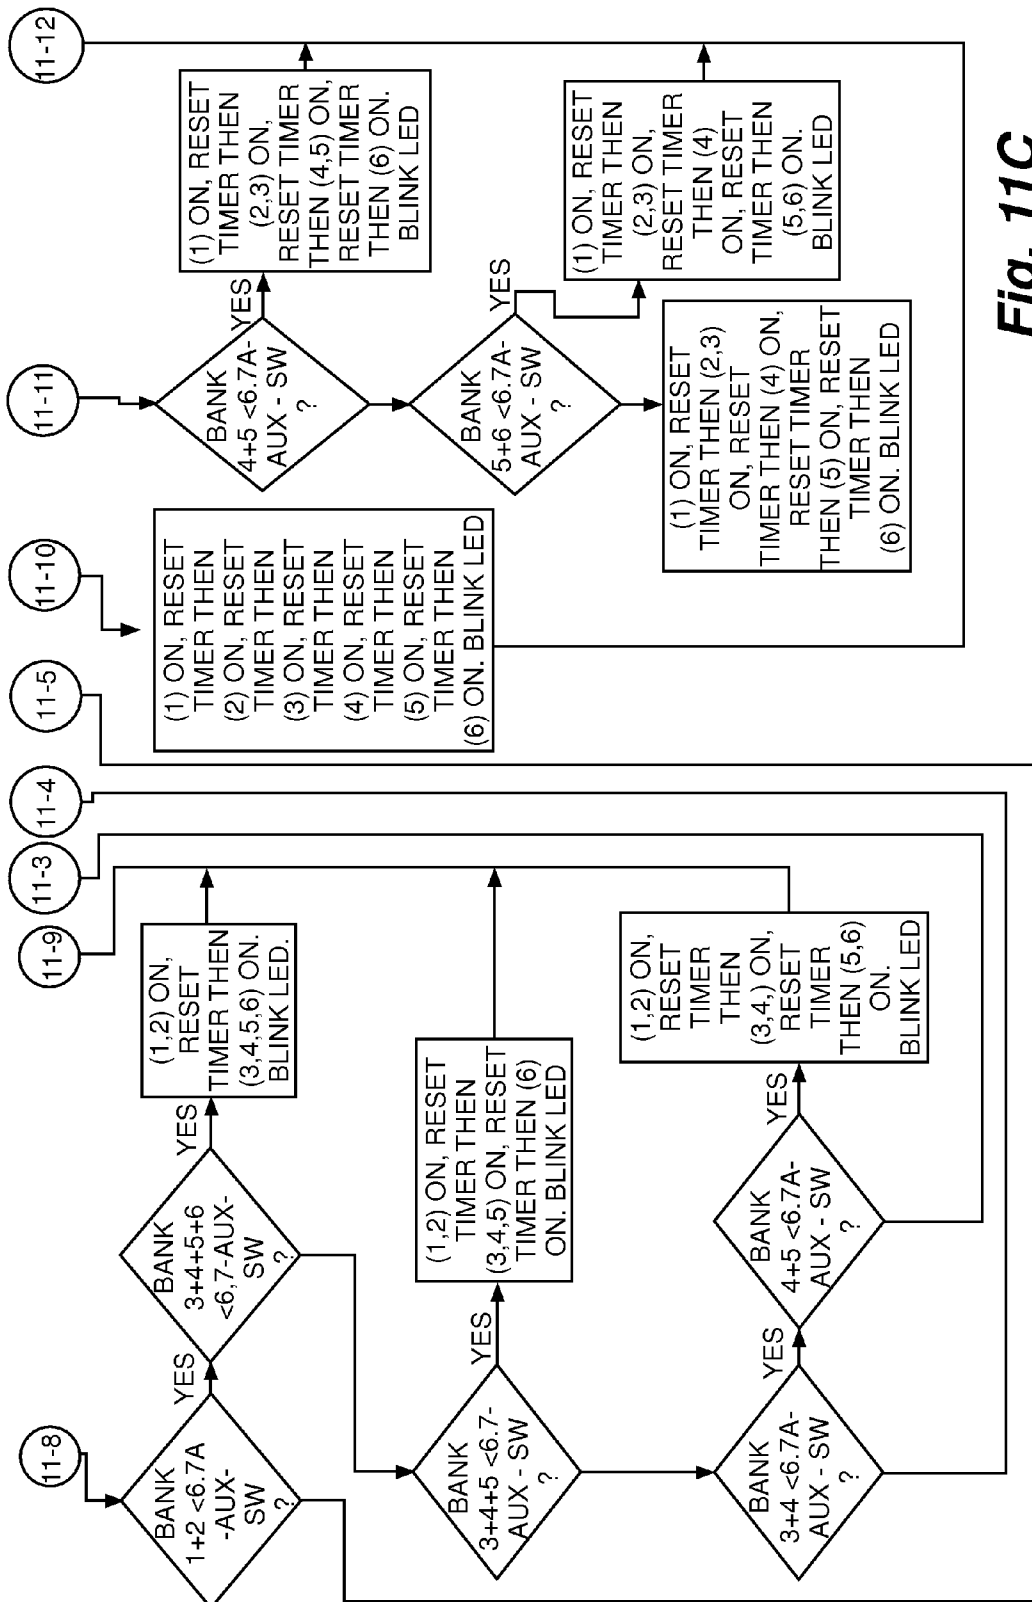 11-8
11-9
11-3
11-4
11-5
11-10
11-11
11-12
BANK
1+2 <6.7A
-AUX-
SW
?
YES
BANK
3+4+5+6
<6,7-AUX-
SW
?
YES
(1,2) ON,
RESET
TIMER THEN
(3,4,5,6) ON.
BLINK LED.
BANK
3+4+5 <6.7-
AUX - SW
?
YES
(1,2) ON, RESET
TIMER THEN
(3,4,5) ON, RESET
TIMER THEN (6)
ON. BLINK LED
BANK
3+4 <6.7A-
AUX - SW
?
YES
BANK
4+5 <6.7A-
AUX - SW
?
YES
(1,2) ON,
RESET
TIMER
THEN
(3,4,) ON,
RESET
TIMER
THEN (5,6)
ON.
BLINK LED
(1) ON, RESET
TIMER THEN
(2) ON, RESET
TIMER THEN
(3) ON, RESET
TIMER THEN
(4) ON, RESET
TIMER THEN
(5) ON, RESET
TIMER THEN
(6) ON. BLINK LED
BANK
4+5 <6.7A-
AUX - SW
?
YES
(1) ON, RESET
TIMER THEN
(2,3) ON,
RESET TIMER
THEN (4,5) ON,
RESET TIMER
THEN (6) ON.
BLINK LED
BANK
5+6 <6.7A-
AUX - SW
?
YES
(1) ON, RESET
TIMER THEN
(2,3) ON,
RESET TIMER
THEN (4)
ON, RESET
TIMER THEN
(5,6) ON.
BLINK LED
(1) ON, RESET
TIMER THEN (2,3)
ON, RESET
TIMER THEN (4) ON,
RESET TIMER
THEN (5) ON, RESET
TIMER THEN
(6) ON. BLINK LED
Fig. 11C